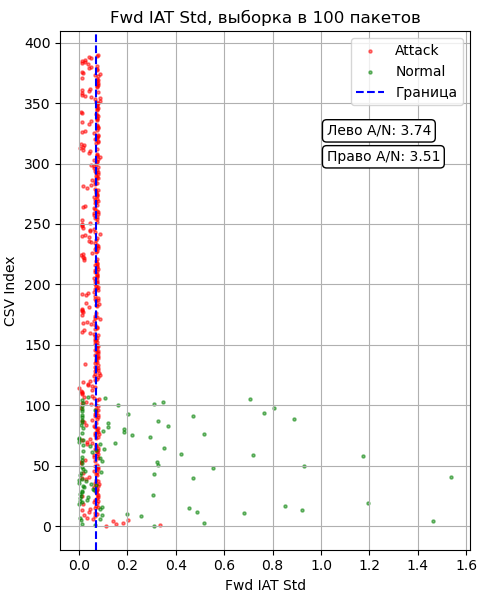 Fwd IAT Std, выборка в 100 пакетов
Attack
Normal
Граница
Лево A/N: 3.74
Право A/N: 3.51
400
350
300
250
200
150
100
50
0
CSV Index
0.0 0.2 0.4 0.6 0.8 1.0 1.2 1.4 1.6
Fwd IAT Std